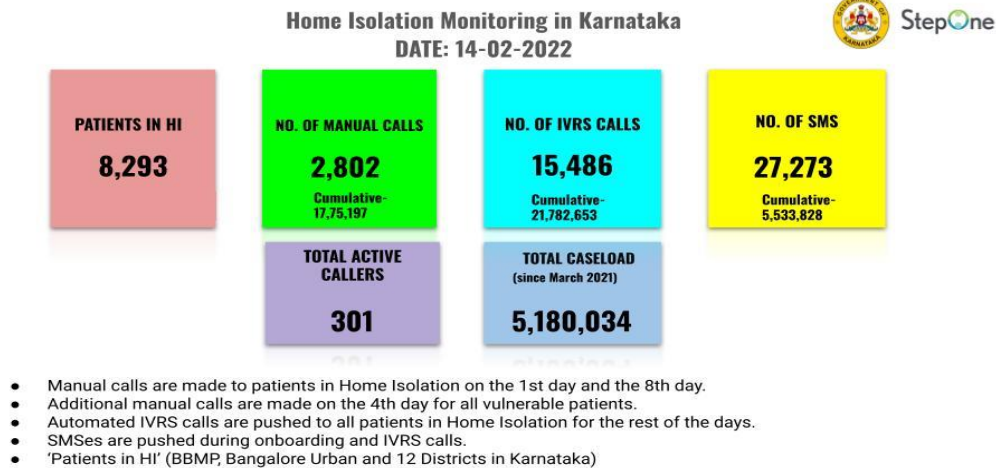 Home Isolation Monitoring in Karnataka
DATE: 14-02-2022
GOVERNMENT OF
KARNATAKA
StepOne
PATIENTS IN HI
8,293
NO. OF MANUAL CALLS
2,802
Cumulative-
17,75,197
NO. OF IVRS CALLS
15,486
Cumulative-
21,782,653
NO. OF SMS
27,273
Cumulative-
5,533,828
TOTAL ACTIVE
CALLERS
301
TOTAL CASELOAD
(since March 2021)
5,180,034
● Manual calls are made to patients in Home Isolation on the 1st day and the 8th day.
● Additional manual calls are made on the 4th day for all vulnerable patients.
● Automated IVRS calls are pushed to all patients in Home Isolation for the rest of the days.
● SMSes are pushed during onboarding and IVRS calls.
● ‘Patients in HI’ (BBMP, Bangalore Urban and 12 Districts in Karnataka)